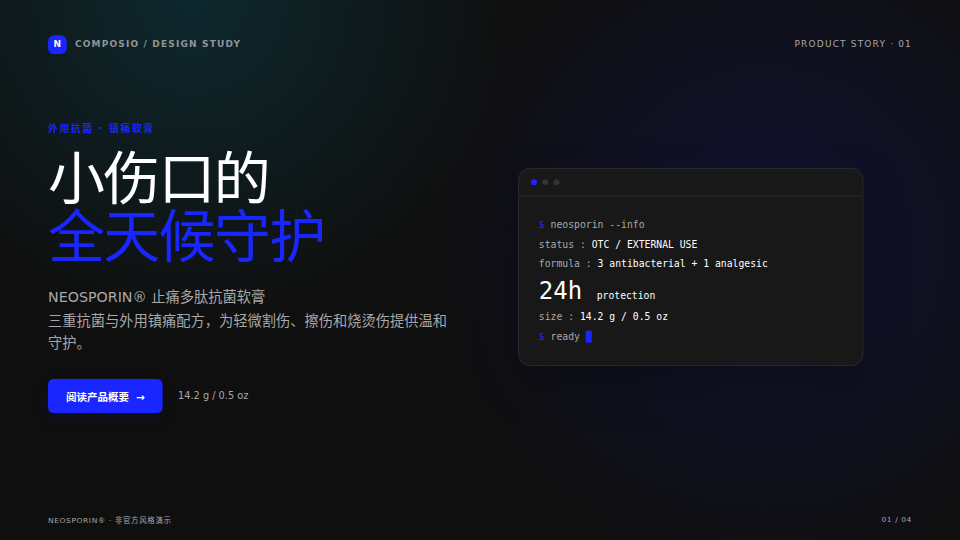 N COMPOSIO / DESIGN STUDY
PRODUCT STORY · 01
外用抗菌 · 镇痛软膏
小伤口的
全天候守护
NEOSPORIN® 止痛多肽抗菌软膏
三重抗菌与外用镇痛配方，为轻微割伤、擦伤和烧烫伤提供温和
守护。
阅读产品概要 →
14.2 g / 0.5 oz
$ neosporin --info
status : OTC / EXTERNAL USE
formula : 3 antibacterial + 1 analgesic
24h protection
size : 14.2 g / 0.5 oz
$ ready
NEOSPORIN® · 非官方风格演示
01 / 04